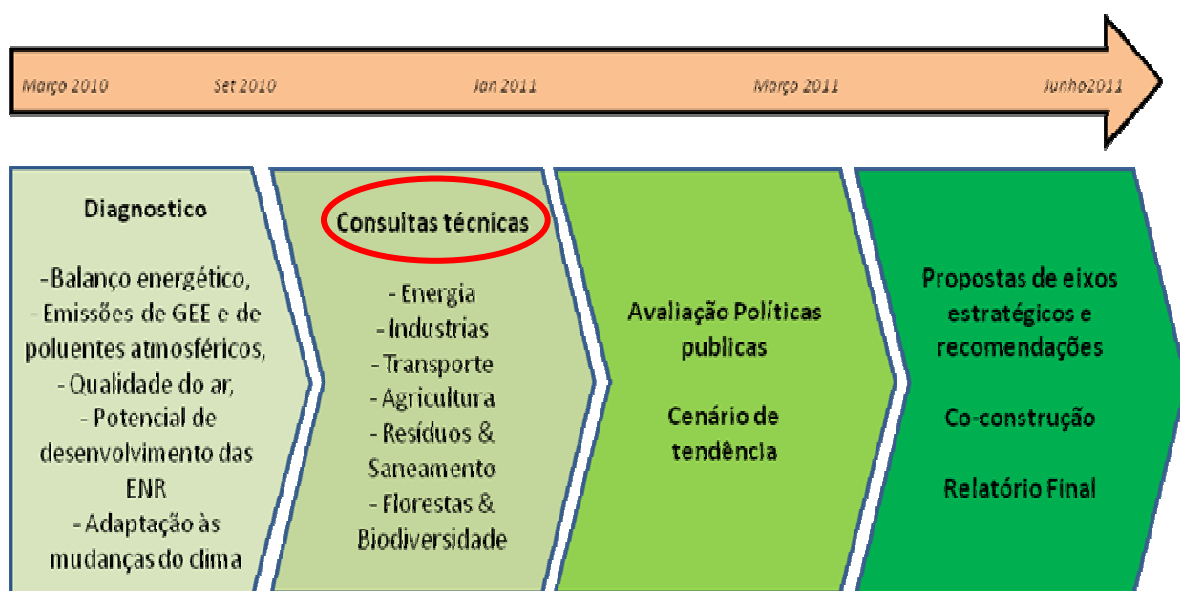 Março 2010 Set 2010 Jan 2011 Março 2011 Junho2011
Diagnostico
-Balanço energético,
- Emissões de GEE e de
poluentes atmosféricos,
- Qualidade do ar,
- Potencial de
desenvolvimento das
ENR
- Adaptação às
mudanças do clima
Consultas técnicas
- Energia
- Industrias
- Transporte
- Agricultura
- Resíduos &
Saneamento
- Florestas &
Biodiversidade
Avaliação Políticas
publicas
Cenário de
tendência
Propostas de eixos
estratégicos e
recomendações
Co-construção
Relatório Final